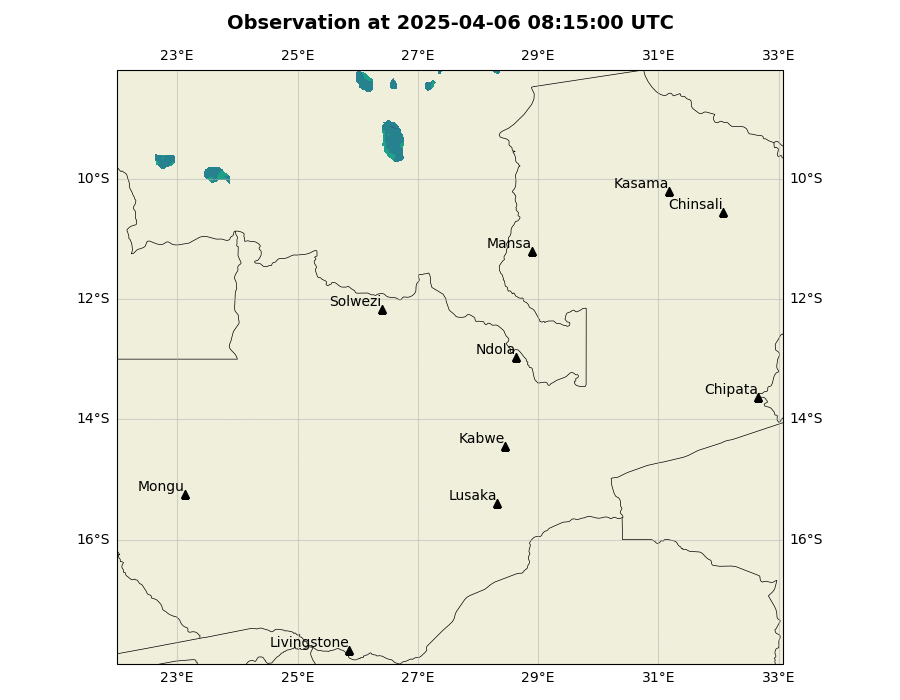 Observation at 2025-04-06 08:15:00 UTC
23°E 25°E 27°E 29°E 31°E 33°E
10°S 10°S
Kasama
Chinsali
Mansa
12°S 12°S
Solwezi
Ndola
Chipata
14°S 14°S
Kabwe
Mongu
Lusaka
16°S 16°S
Livingstone
23°E 25°E 27°E 29°E 31°E 33°E